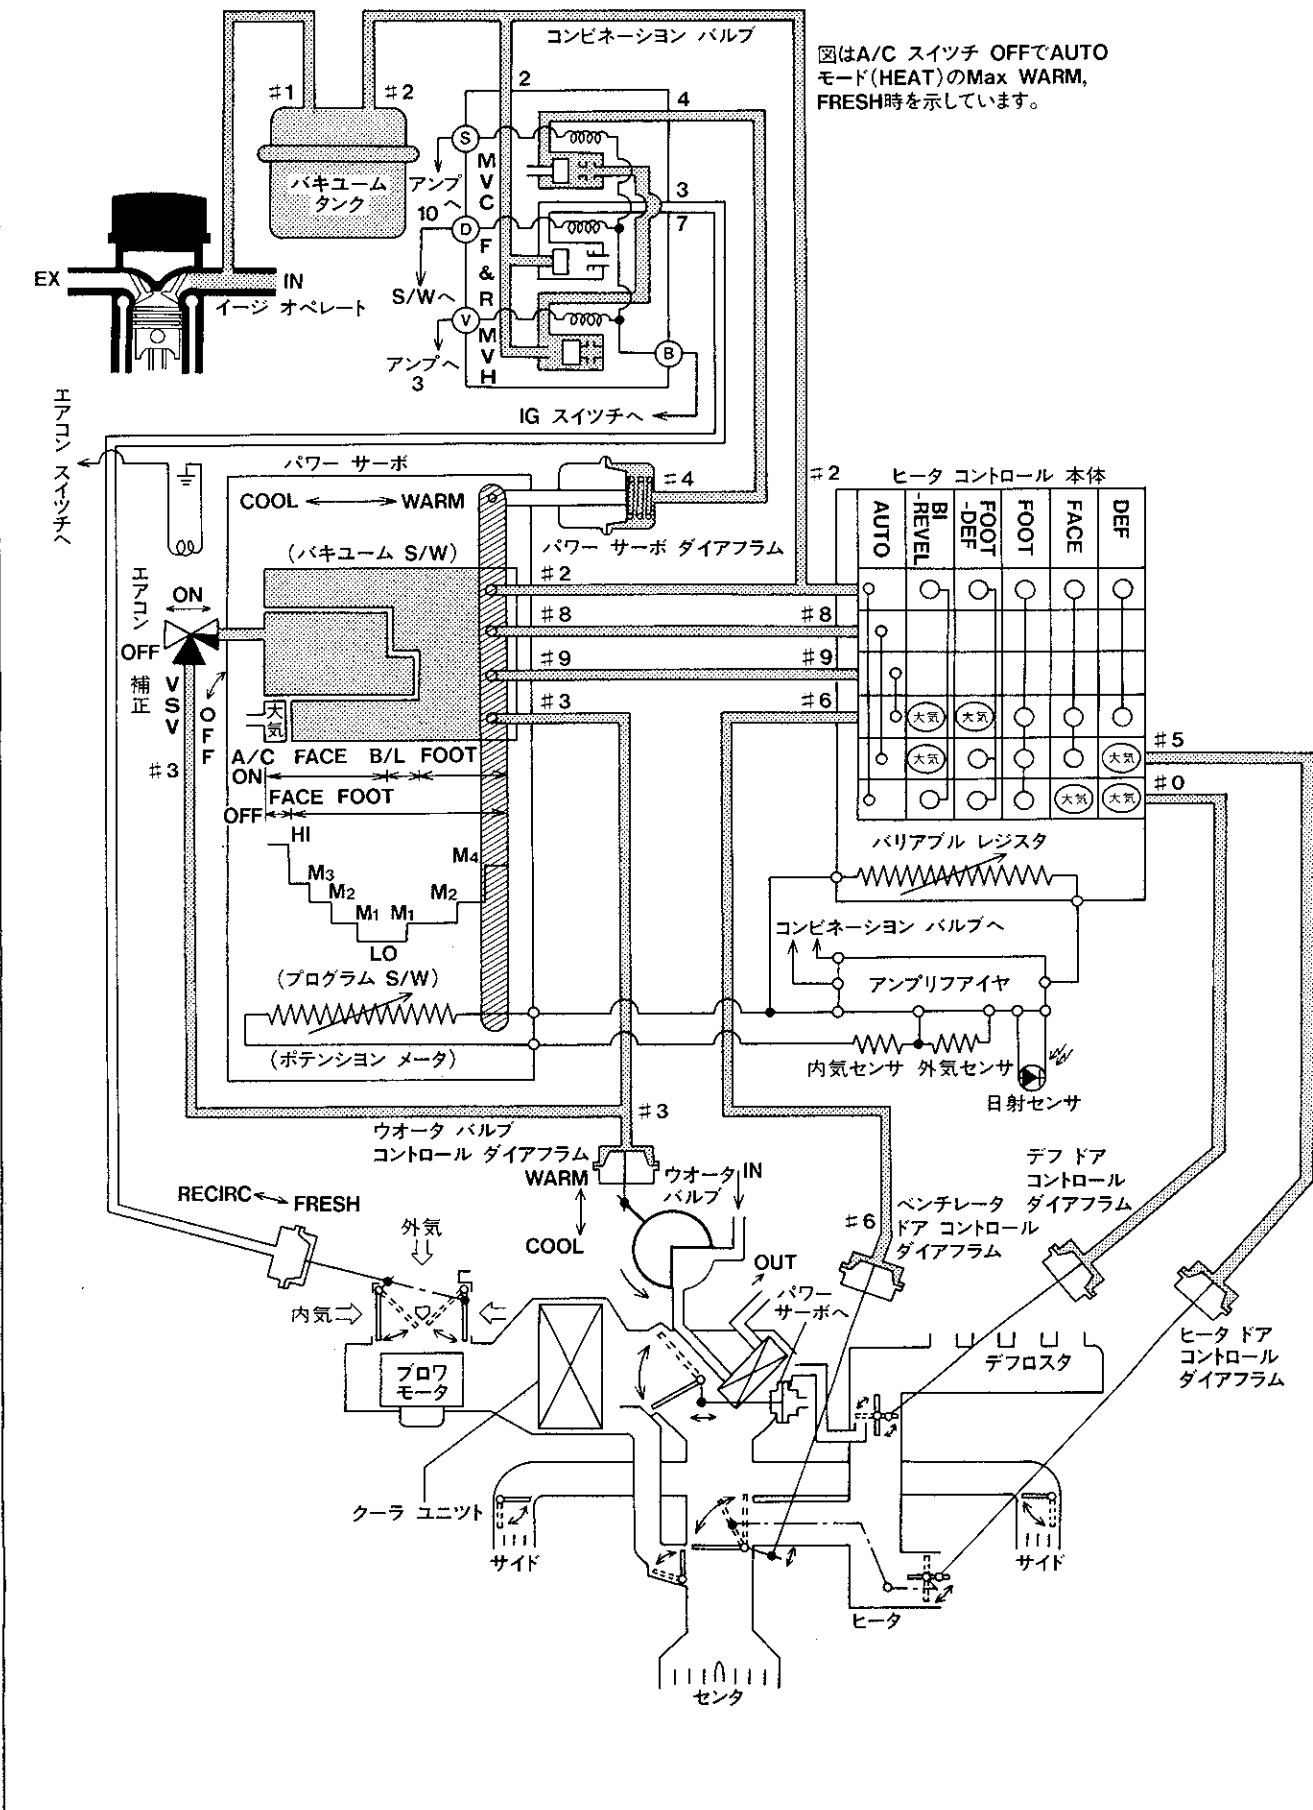 コンビネーション バルブ
図はA/C スイツチ OFFでAUTO
モード(HEAT)のMax WARM,
FRESH時を示しています。
#1
#2
2
4
バキユーム
タンク
S
アンプ
へ
10
MVC
3
7
D
F&R
S/Wへ
EX
IN
イージ オペレート
V
アンプへ
3
MVH
B
IG スイツチへ
エアコン スイツチへ
パワー サーボ
COOL
WARM
#4
パワー サーボ ダイアフラム
#2
ヒータ コントロール 本体
AUTO
BI
-REVEL
FOOT
-DEF
FOOT
FACE
DEF
(バキユーム S/W)
#2
#8
#8
#9
#9
#3
#6
エアコン
補正
ON
OFF
VSV
OFF
#3
大気
大気
大気
大気
大気
大気
大気
#5
#0
A/C
ON
FACE
B/L
FOOT
FACE FOOT
OFF
HI
M3
M2
M1
M1
M2
M4
LO
(プログラム S/W)
(ポテンション メータ)
バリアブル レジスタ
コンビネーション バルブへ
アンプリフアイヤ
内気センサ
外気センサ
日射センサ
#3
ウオータ バルブ
コントロール ダイアフラム
WARM
COOL
ウオータ
バルブ
IN
OUT
RECIRC
FRESH
外気
内気
ブロワ
モータ
パワー
サーボへ
#6
ベンチレータ
ドア コントロール
ダイアフラム
デフ ドア
コントロール
ダイアフラム
ヒータ ドア
コントロール
ダイアフラム
デフロスタ
クーラ ユニツト
サイド
サイド
ヒータ
センタ